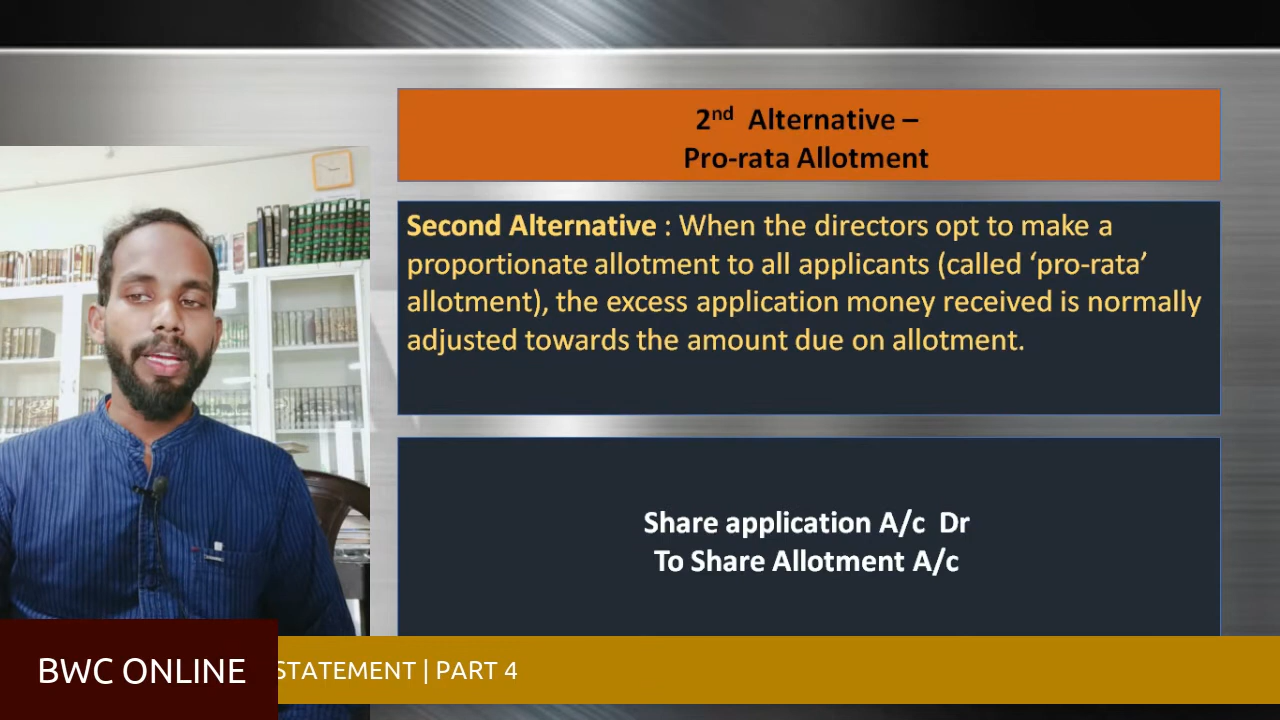 2nd Alternative –
Pro-rata Allotment
Second Alternative : When the directors opt to make a
proportionate allotment to all applicants (called ‘pro-rata’
allotment), the excess application money received is normally
adjusted towards the amount due on allotment.
Share application A/c Dr
To Share Allotment A/c
BWC ONLINE
STATEMENT | PART 4